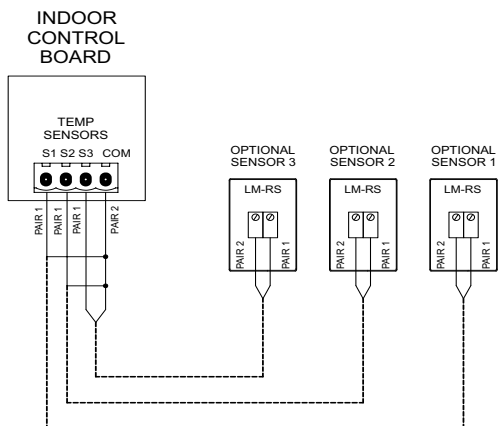 INDOOR
CONTROL
BOARD
TEMP
SENSORS
S1 S2 S3 COM
PAIR 1
PAIR 1
PAIR 1
PAIR 2
OPTIONAL
SENSOR 3
LM-RS
PAIR 2
PAIR 1
OPTIONAL
SENSOR 2
LM-RS
PAIR 2
PAIR 1
OPTIONAL
SENSOR 1
LM-RS
PAIR 2
PAIR 1